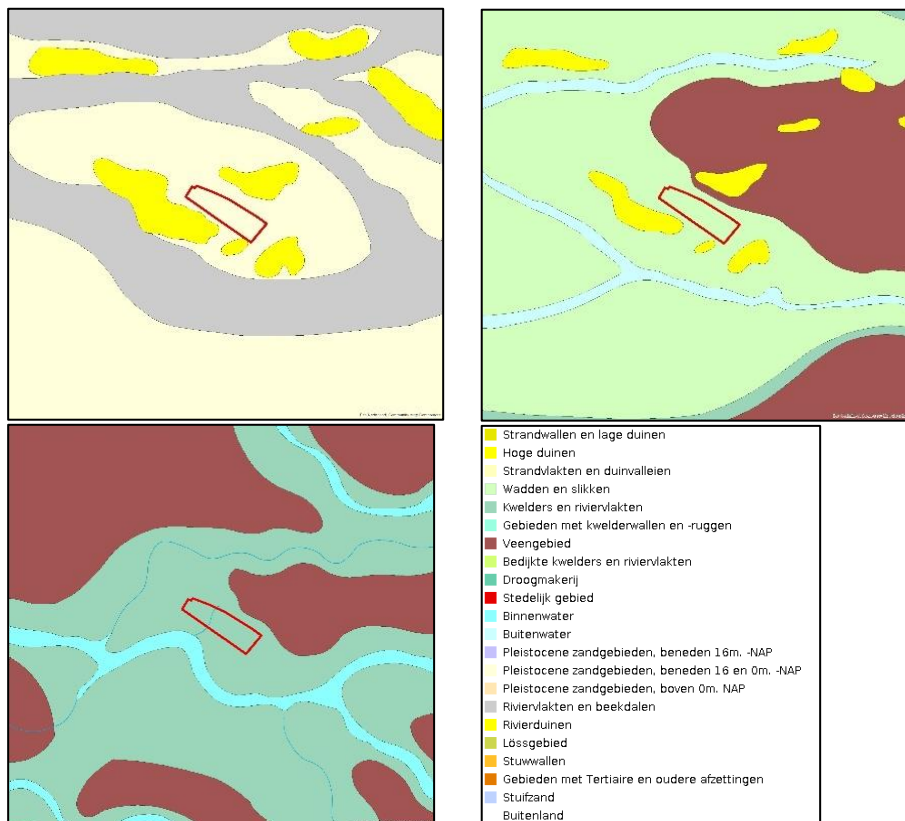 Strandwallen en lage duinen
Hoge duinen
Strandvlakten en duinvalleien
Wadden en slikken
Kwelders en riviervlakten
Gebieden met kwelderwallen en -ruggen
Veengebied
Bedijkte kwelders en riviervlakten
Droogmakerij
Stedelijk gebied
Binnenwater
Buitenwater
Pleistocene zandgebieden, beneden 16m. -NAP
Pleistocene zandgebieden, beneden 16 en 0m. -NAP
Pleistocene zandgebieden, boven 0m. NAP
Riviervlakten en beekdalen
Rivierduinen
Lössgebied
Stuwwallen
Gebieden met Tertiaire en oudere afzettingen
Stuifzand
Buitenland